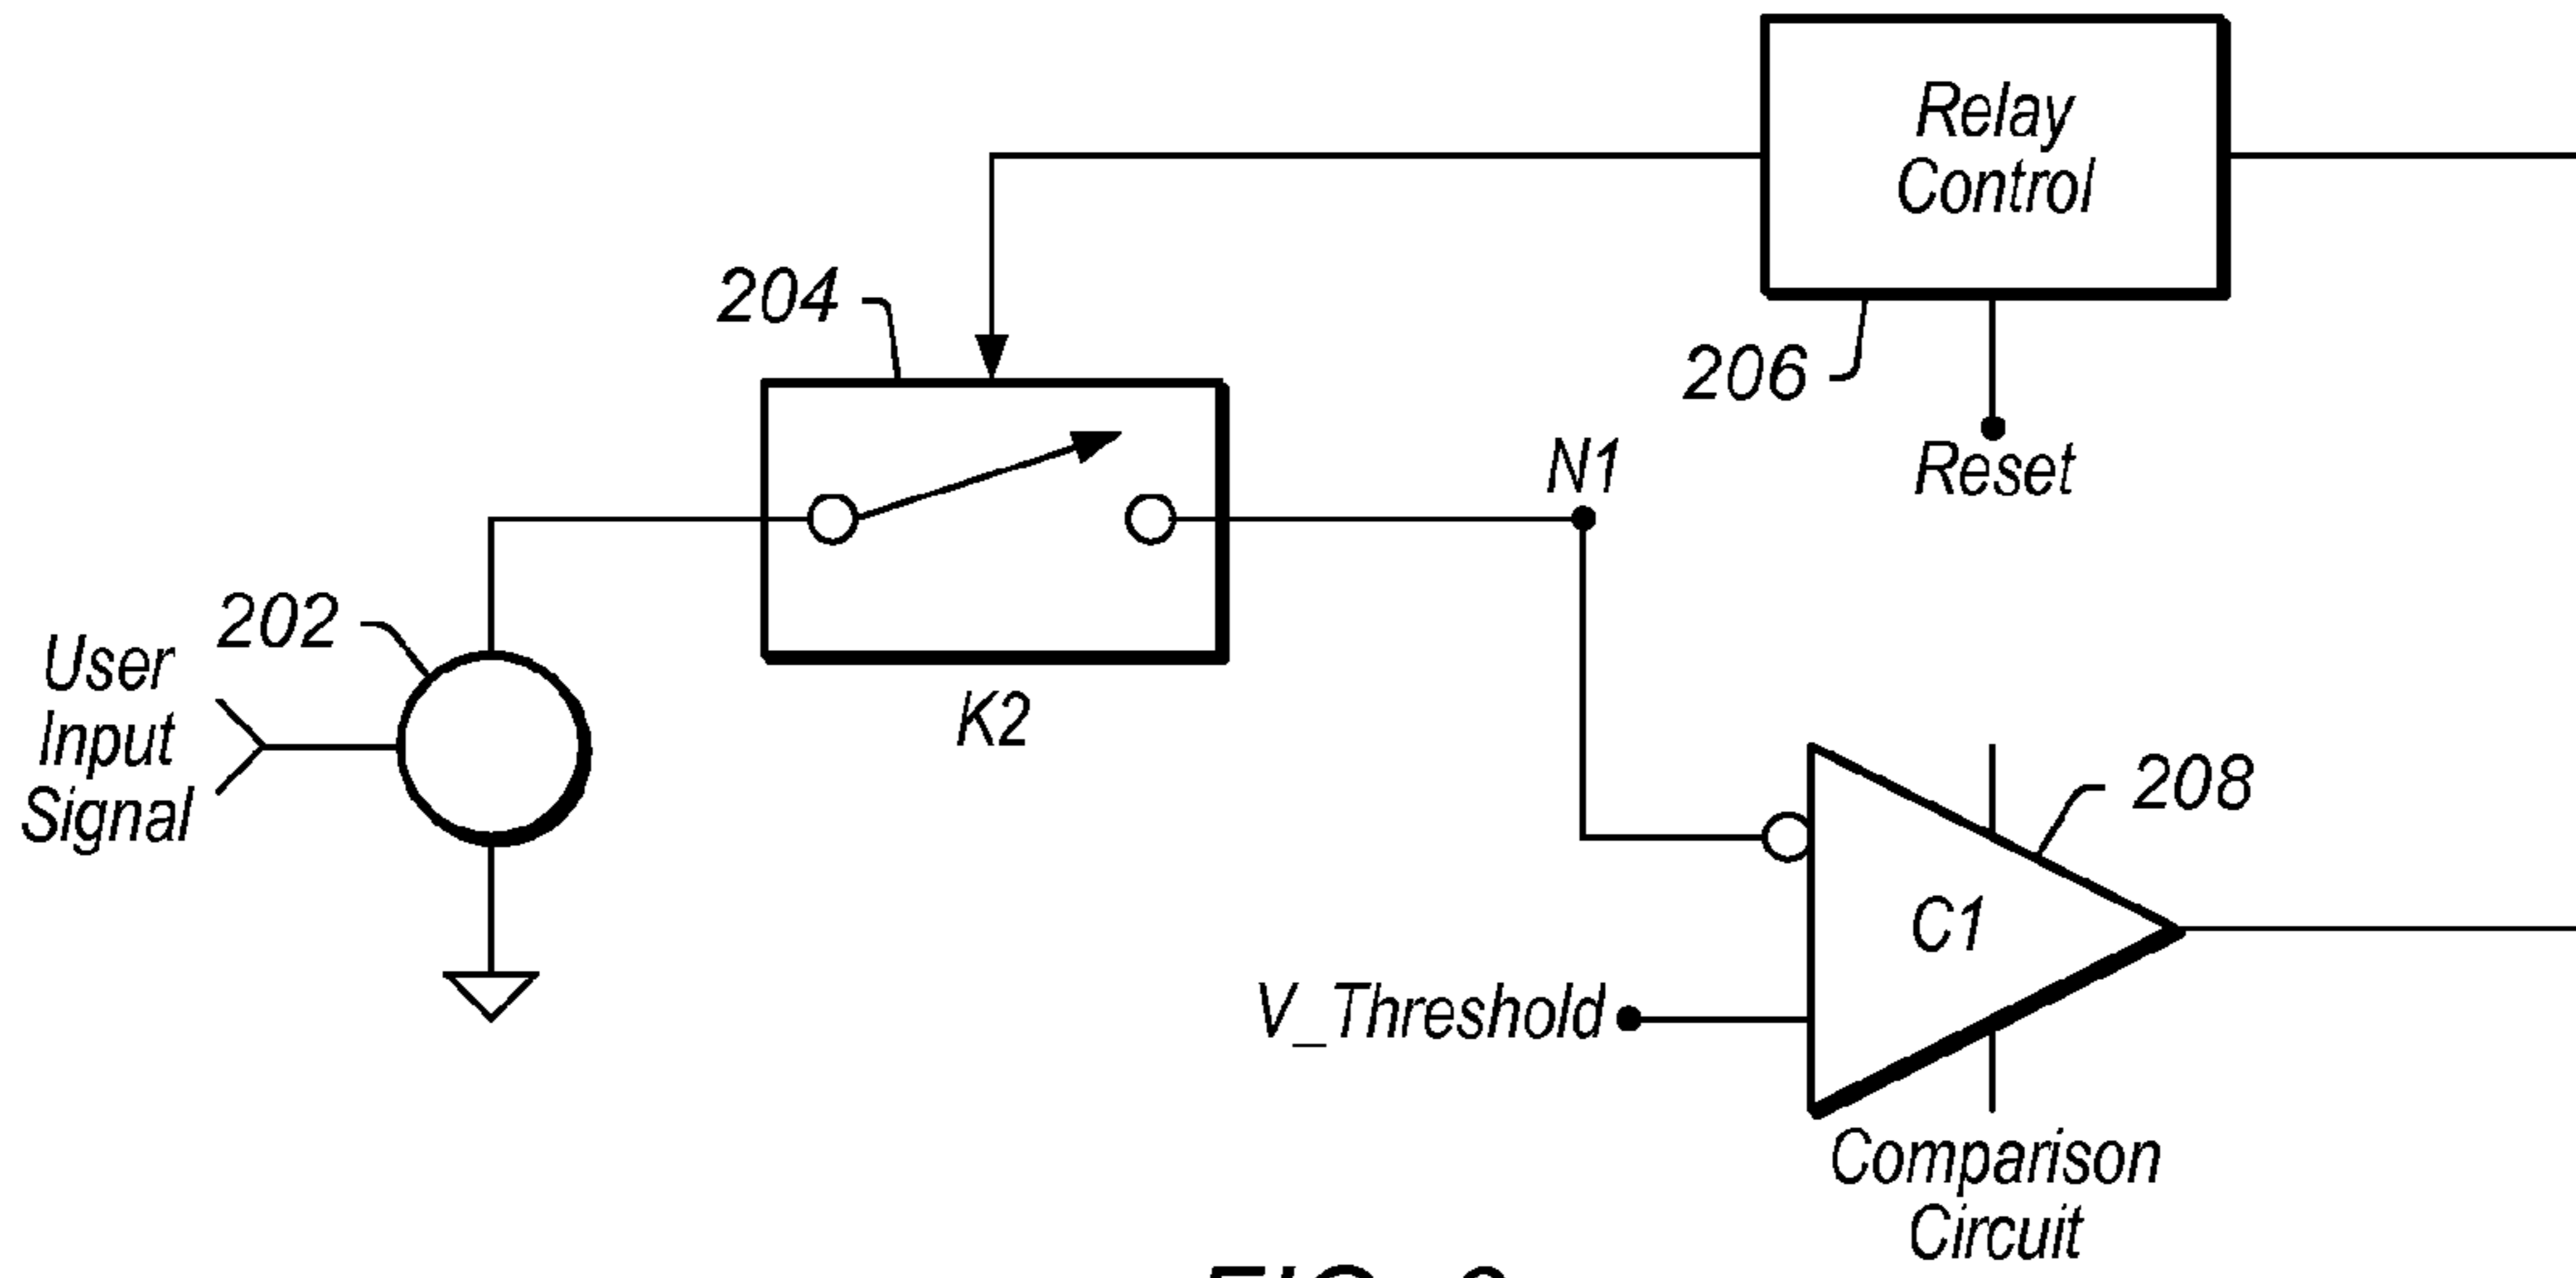 Relay
Control
204
206
N1
Reset
202
User
Input
Signal
K2
208
C1
V_Threshold
Comparison
Circuit